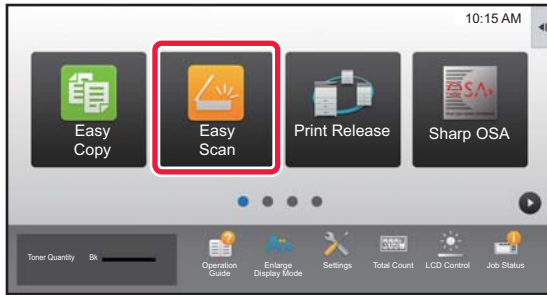 10:15 AM
Easy
Copy
Easy
Scan
Print Release
Sharp OSA
Toner Quantity Bk
Operation
Guide
Enlarge
Display Mode
Settings
Total Count
LCD Control
Job Status